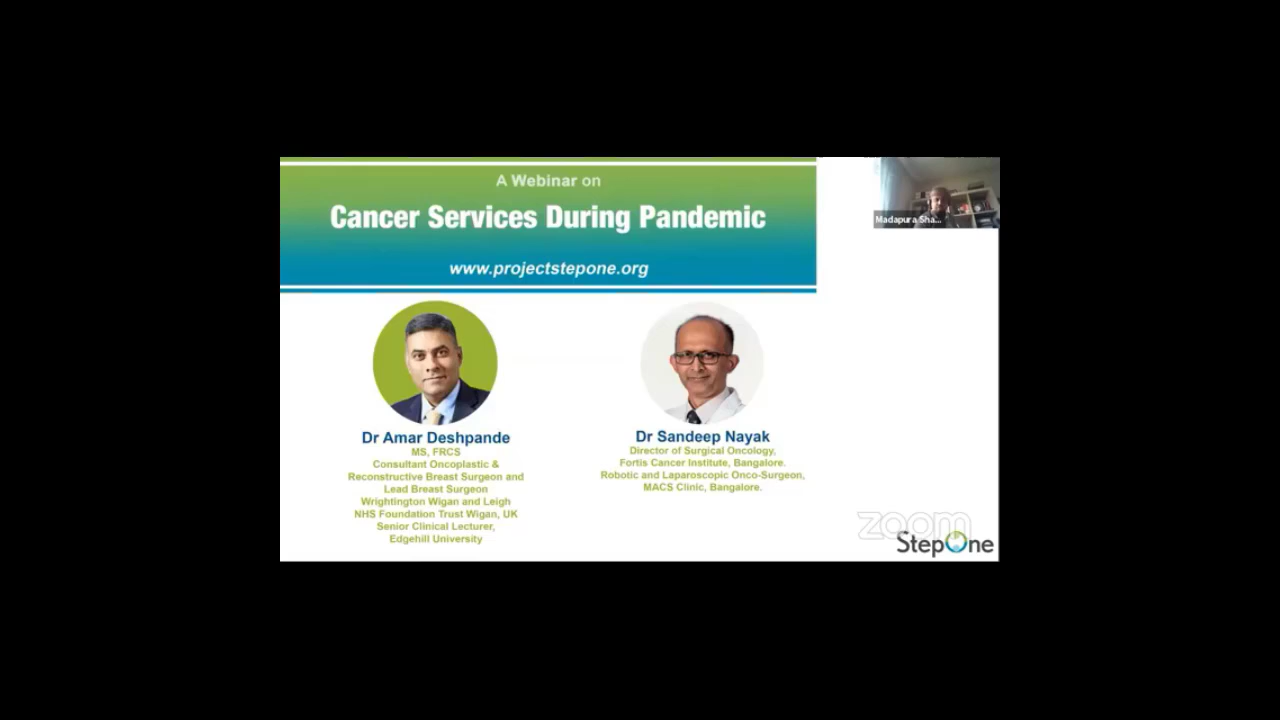 A Webinar on
Cancer Services During Pandemic
www.projectstepone.org
Madapura Sha...
Dr Amar Deshpande
MS, FRCS
Consultant Oncoplastic &
Reconstructive Breast Surgeon and
Lead Breast Surgeon
Wrightington Wigan and Leigh
NHS Foundation Trust Wigan, UK
Senior Clinical Lecturer,
Edgehill University
Dr Sandeep Nayak
Director of Surgical Oncology,
Fortis Cancer Institute, Bangalore.
Robotic and Laparoscopic Onco-Surgeon,
MACS Clinic, Bangalore.
zoom
StepOne